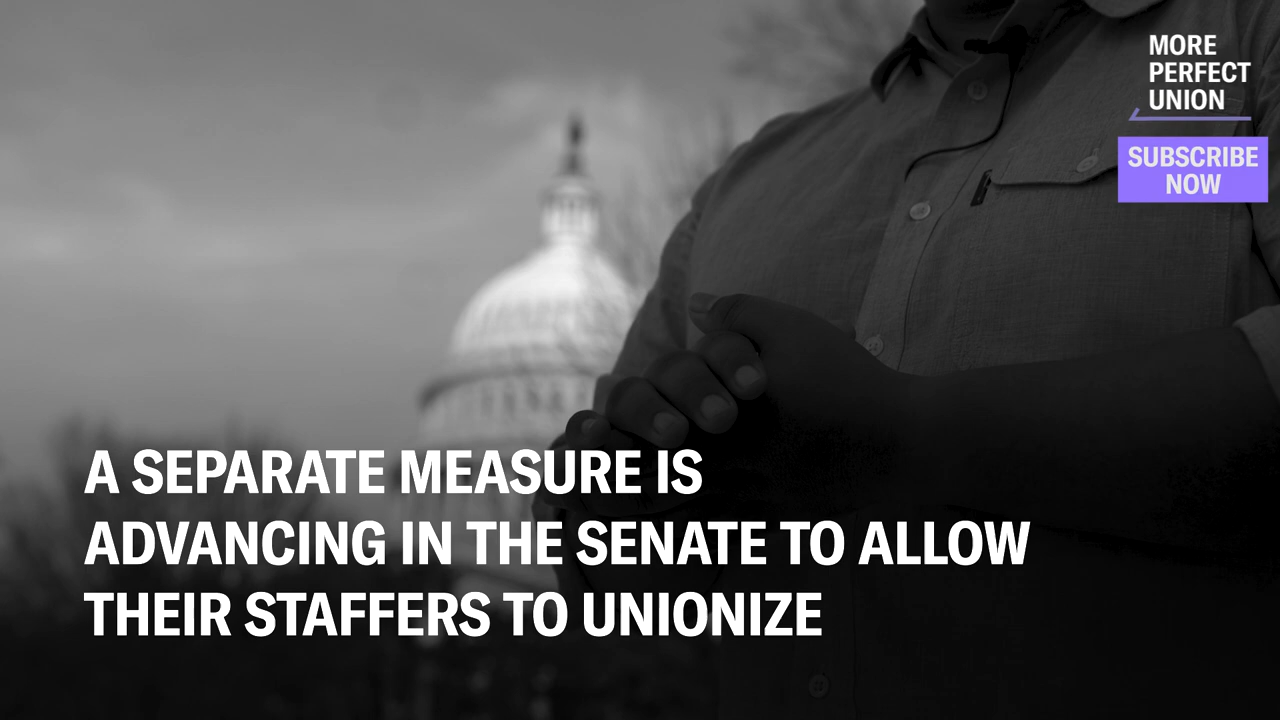 MORE
PERFECT
UNION
SUBSCRIBE
NOW
A SEPARATE MEASURE IS
ADVANCING IN THE SENATE TO ALLOW
THEIR STAFFERS TO UNIONIZE